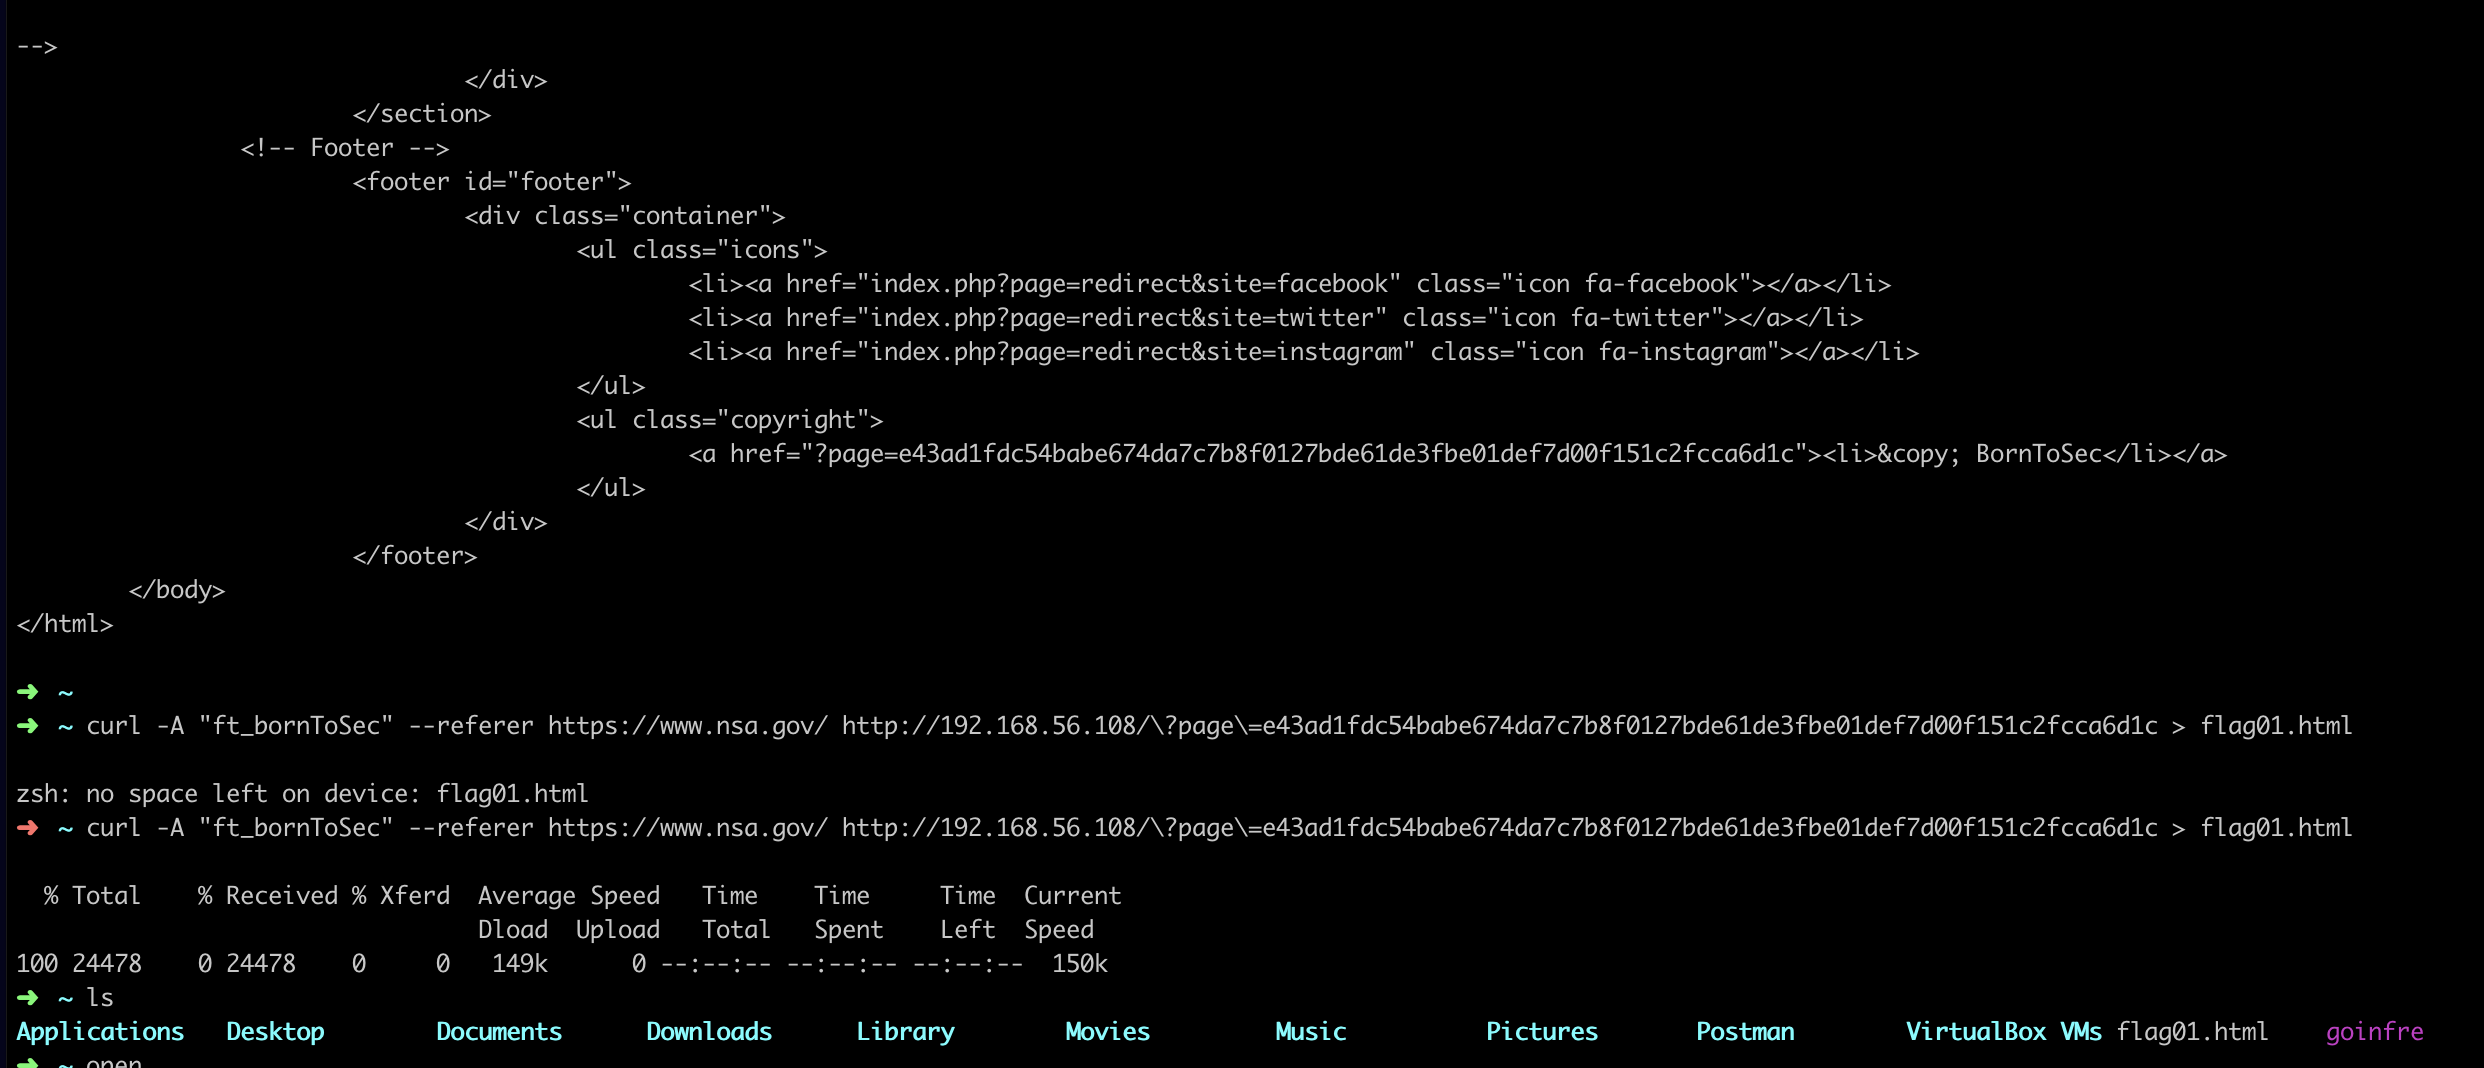 -->
</div>
</section>
<!-- Footer -->
<footer id="footer">
<div class="container">
<ul class="icons">
<li><a href="index.php?page=redirect&site=facebook" class="icon fa-facebook"></a></li>
<li><a href="index.php?page=redirect&site=twitter" class="icon fa-twitter"></a></li>
<li><a href="index.php?page=redirect&site=instagram" class="icon fa-instagram"></a></li>
</ul>
<ul class="copyright">
<a href="?page=e43ad1fdc54babe674da7c7b8f0127bde61de3fbe01def7d00f151c2fcca6d1c"><li>&copy; BornToSec</li></a>
</ul>
</div>
</footer>
</body>
</html>
➜ ~
➜ ~ curl -A "ft_bornToSec" --referer https://www.nsa.gov/ http://192.168.56.108/\?page\=e43ad1fdc54babe674da7c7b8f0127bde61de3fbe01def7d00f151c2fcca6d1c > flag01.html
zsh: no space left on device: flag01.html
➜ ~ curl -A "ft_bornToSec" --referer https://www.nsa.gov/ http://192.168.56.108/\?page\=e43ad1fdc54babe674da7c7b8f0127bde61de3fbe01def7d00f151c2fcca6d1c > flag01.html
% Total % Received % Xferd Average Speed Time Time Time Current
Dload Upload Total Spent Left Speed
100 24478 0 24478 0 0 149k 0 --:--:-- --:--:-- --:--:-- 150k
➜ ~ ls
Applications Desktop Documents Downloads Library Movies Music Pictures Postman VirtualBox VMs flag01.html goinfre
➜ ~ open